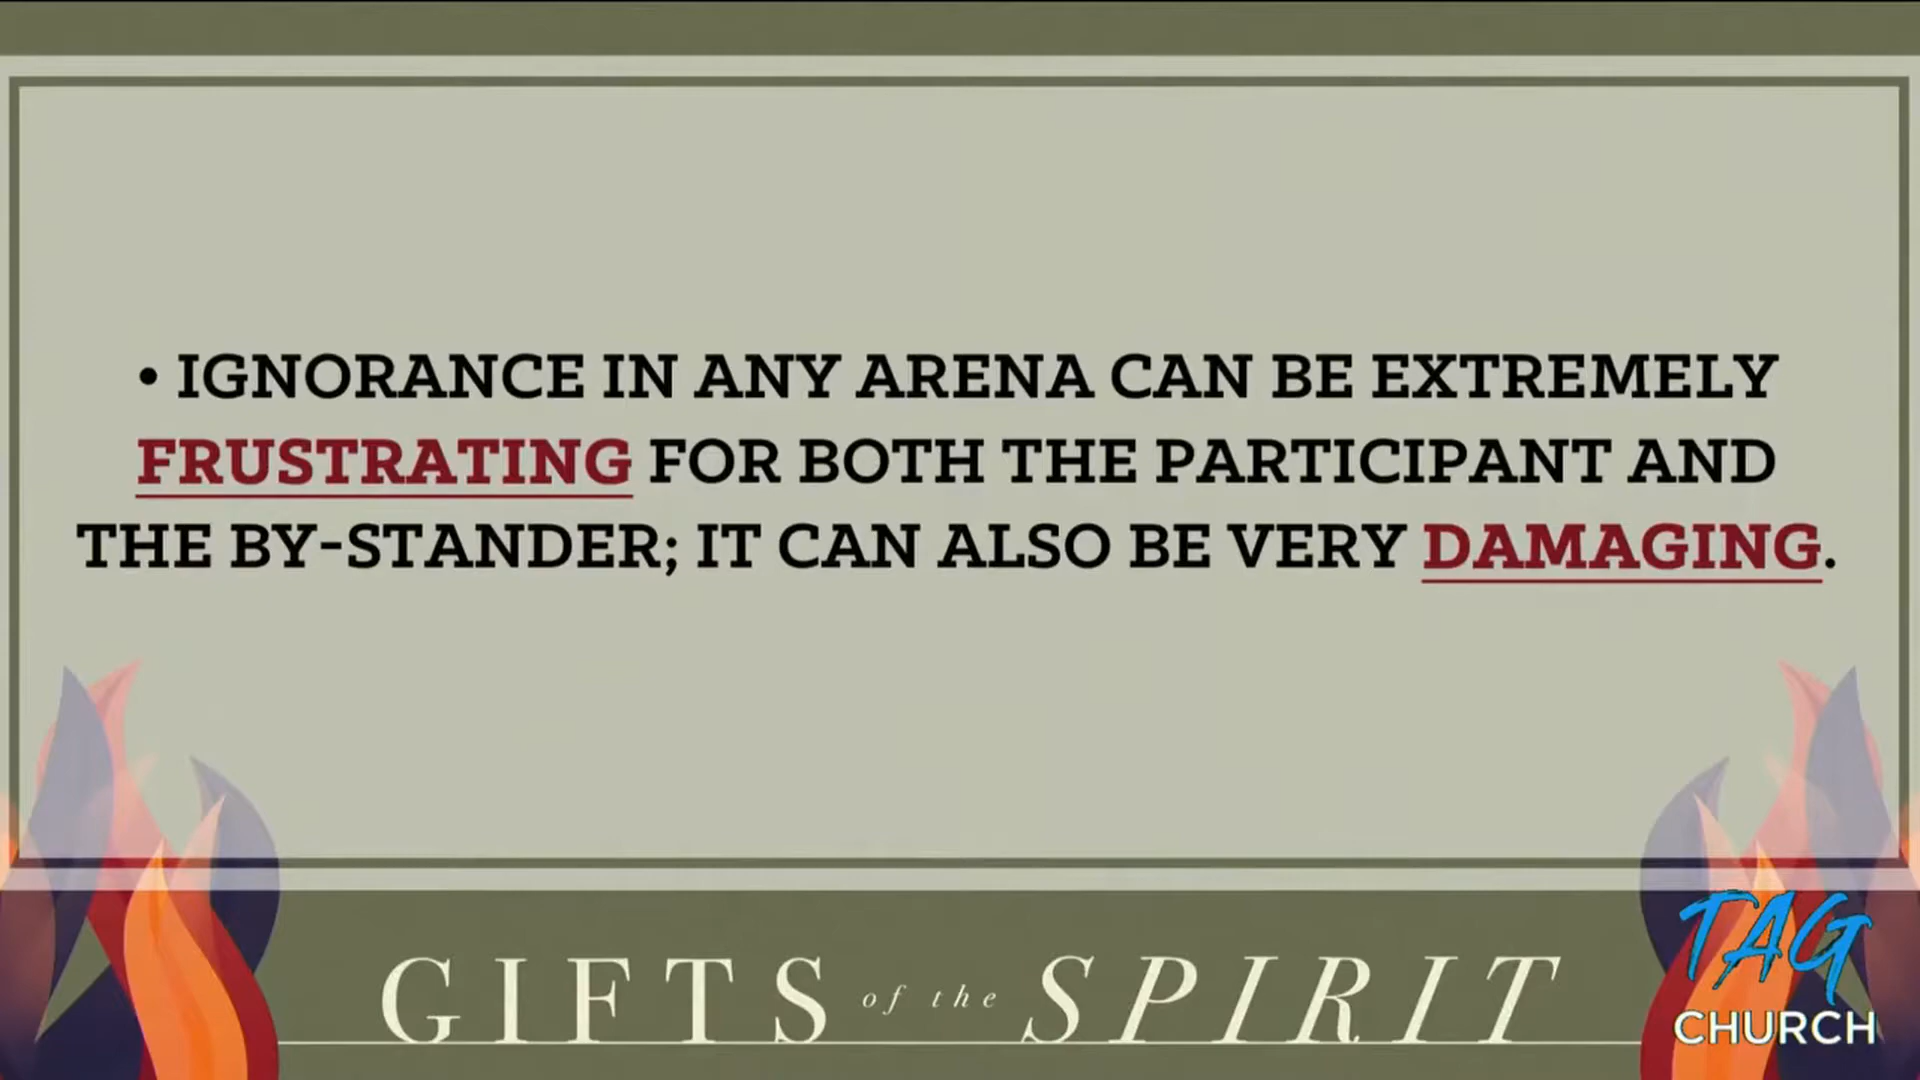 • IGNORANCE IN ANY ARENA CAN BE EXTREMELY
FRUSTRATING FOR BOTH THE PARTICIPANT AND
THE BY-STANDER; IT CAN ALSO BE VERY DAMAGING.
GIFTS of the SPIRIT
TAG
CHURCH